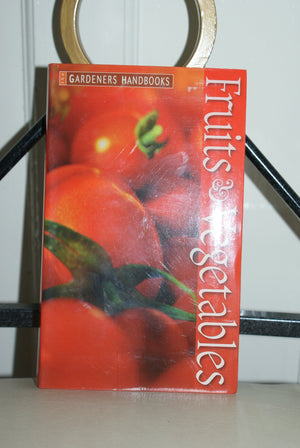 GARDENERS HANDBOOKS
Fruits & Vegetables